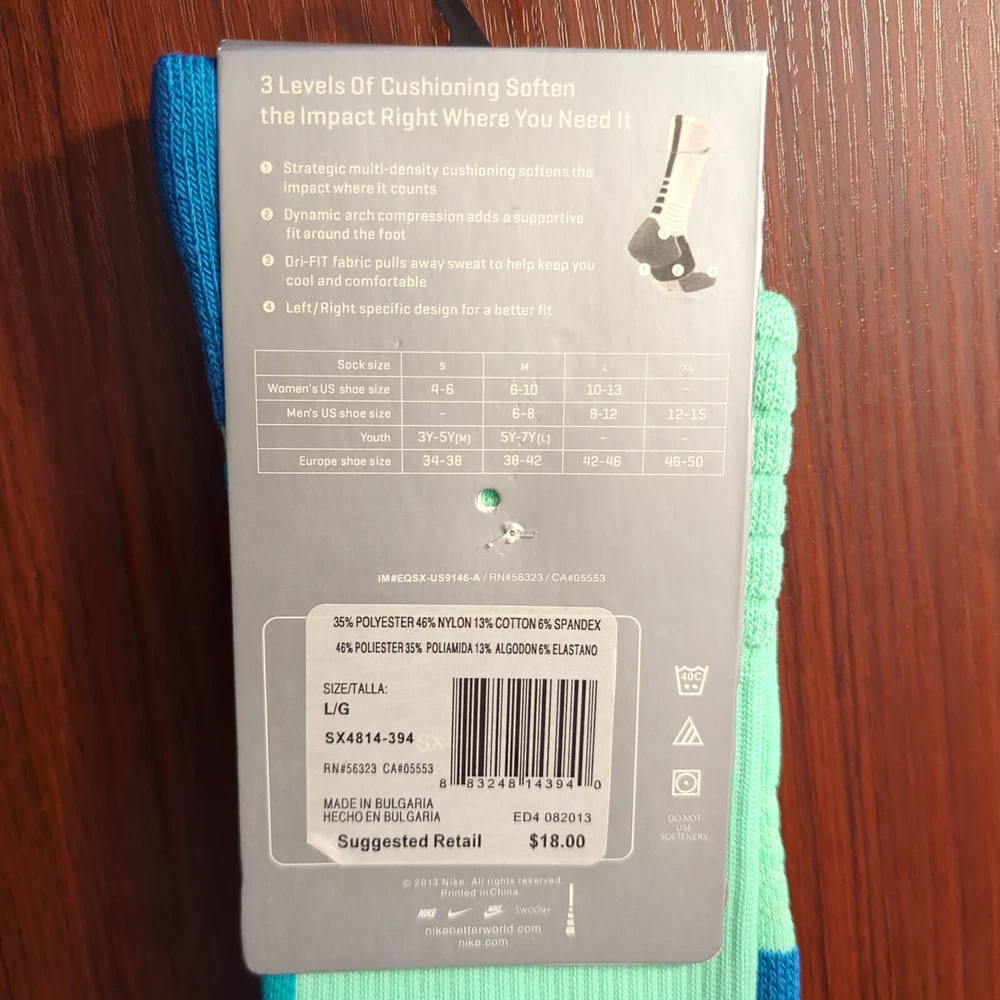 3 Levels Of Cushioning Soften
the Impact Right Where You Need It
1 Strategic multi-density cushioning softens the
impact where it counts
2 Dynamic arch compression adds a supportive
fit around the foot
3 Dri-FIT fabric pulls away sweat to help keep you
cool and comfortable
4 Left/Right specific design for a better fit
Sock size S M L XL
Women's US shoe size 4-6 6-10 10-13 -
Men's US shoe size - 6-8 8-12 12-15
Youth 3Y-5Y(M) 5Y-7Y(L) - -
Europe shoe size 34-38 38-42 42-46 46-50
IM#EQSX-US9146-A / RN#56323 / CA#05553
35% POLYESTER 46% NYLON 13% COTTON 6% SPANDEX
46% POLIESTER 35% POLIAMIDA 13% ALGODON 6% ELASTANO
SIZE/TALLA:
L/G
SX4814-394
RN#56323 CA#05553
8 83248 14394 0
MADE IN BULGARIA
HECHO EN BULGARIA
ED4 082013
Suggested Retail $18.00
40C
DO NOT
USE
SOFTENERS
© 2013 Nike. All rights reserved.
Printed in China
NIKE NIKE SWOOSH
nikebetterworld.com
nike.com